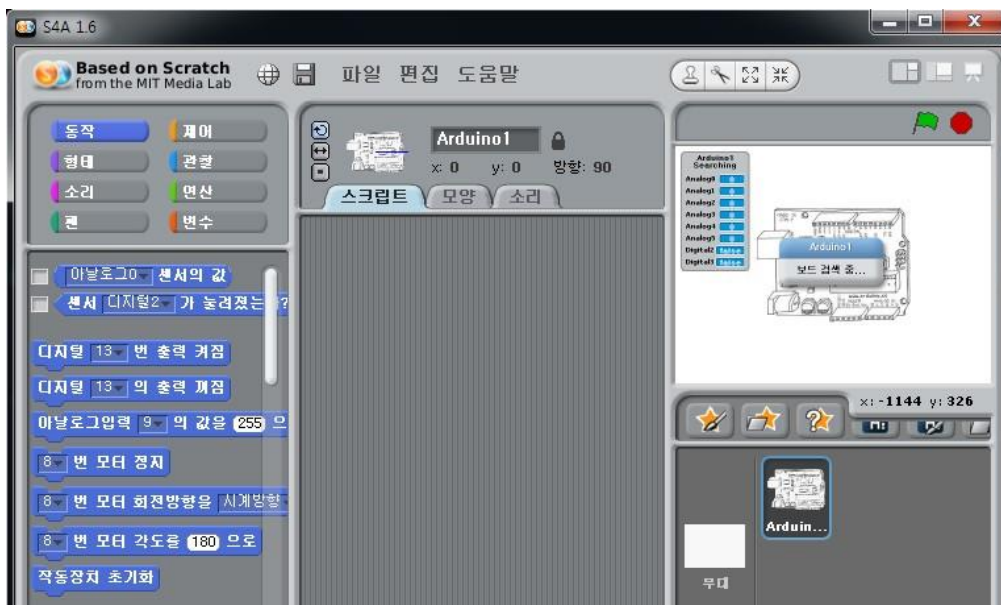 S4A 1.6
Based on Scratch
from the MIT Media Lab
파일 편집 도움말
동작 제어
형태 관찰
소리 연산
펜 변수
Arduino1
x: 0 y: 0 방향: 90
스크립트 모양 소리
아날로그0 센서의 값
센서 디지털2 가 눌려졌는 ?
디지털 13 번 출력 켜짐
디지털 13 의 출력 꺼짐
아날로그입력 9 의 값을 255 으
8 번 모터 정지
8 번 모터 회전방향을 시계방향
8 번 모터 각도를 180 으로
작동장치 초기화
Arduino1
Searching
Analog0 0
Analog1 0
Analog2 0
Analog3 0
Analog4 0
Analog5 0
Digital2 false
Digital3 false
Arduino1
보드 검색 중...
x: -1144 y: 326
Arduin...
무대